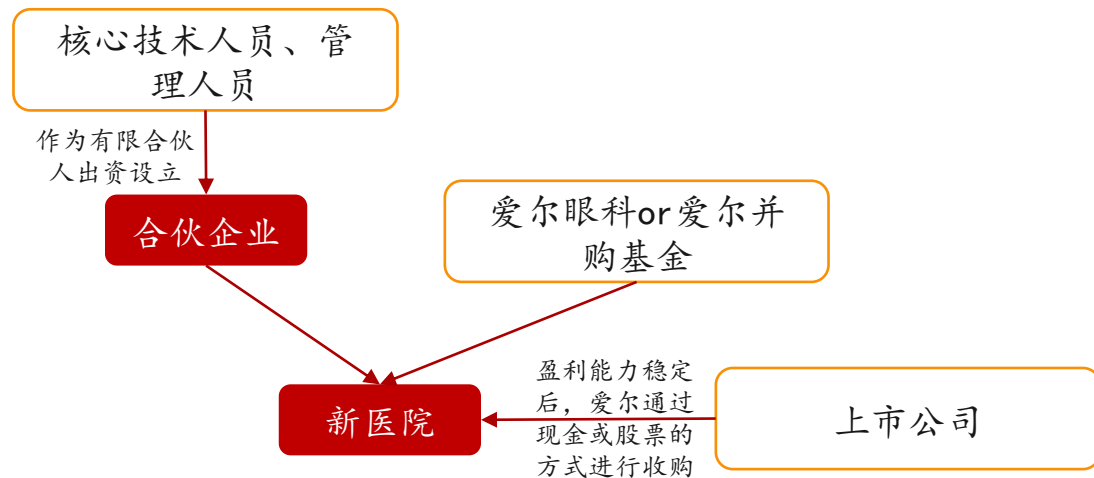 核心技术人员、管
理人员
作为有限合伙
人出资设立
合伙企业
爱尔眼科or爱尔并
购基金
盈利能力稳定
后，爱尔通过
现金或股票的
方式进行收购
新医院
上市公司